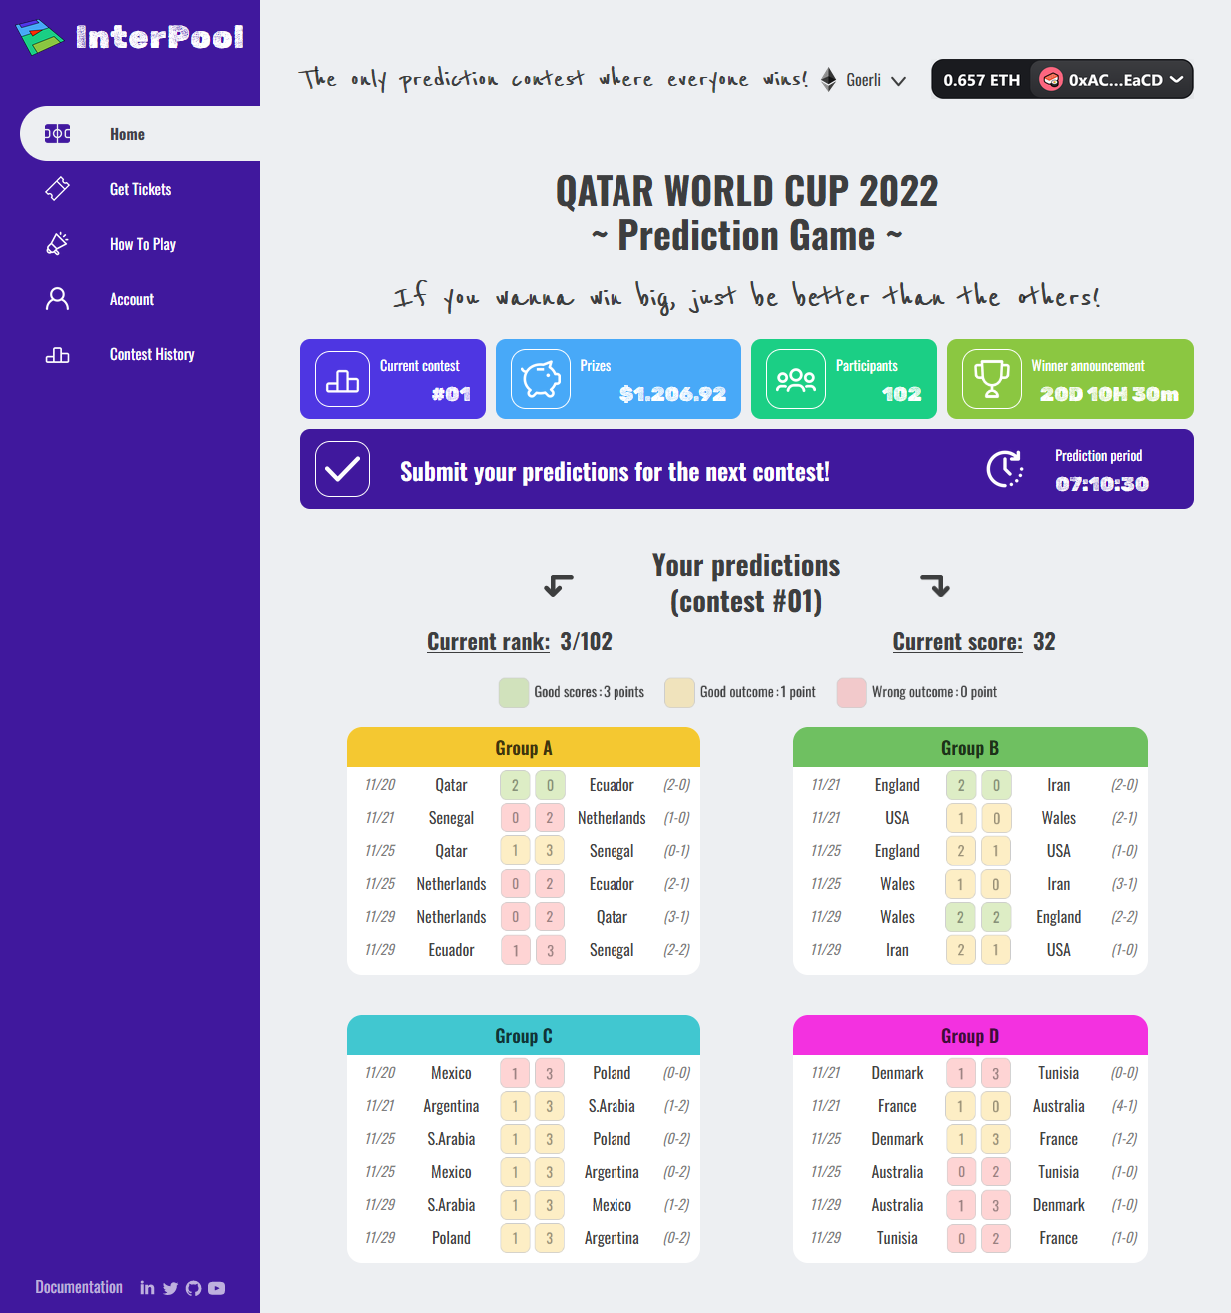 InterPool
The only prediction contest where everyone wins!
Goerli
0.657 ETH
0xAC...EaCD
Home
Get Tickets
How To Play
Account
Contest History
QATAR WORLD CUP 2022
~ Prediction Game ~
If you wanna win big, just be better than the others!
Current contest
#01
Prizes
$1.206.92
Participants
102
Winner announcement
20D 10H 30m
Submit your predictions for the next contest!
Prediction period
07:10:30
Your predictions
(contest #01)
Current rank: 3/102
Current score: 32
Good scores : 3 points
Good outcome : 1 point
Wrong outcome : 0 point
Group A
11/20 Qatar 2 0 Ecuador (2-0)
11/21 Senegal 0 2 Netherlands (1-0)
11/25 Qatar 1 3 Senegal (0-1)
11/25 Netherlands 0 2 Ecuador (2-1)
11/29 Netherlands 0 2 Qatar (3-1)
11/29 Ecuador 1 3 Senegal (2-2)
Group B
11/21 England 2 0 Iran (2-0)
11/21 USA 1 0 Wales (2-1)
11/25 England 2 1 USA (1-0)
11/25 Wales 1 0 Iran (3-1)
11/29 Wales 2 2 England (2-2)
11/29 Iran 2 1 USA (1-0)
Group C
11/20 Mexico 1 3 Poland (0-0)
11/21 Argentina 1 3 S.Arabia (1-2)
11/25 S.Arabia 1 3 Poland (0-2)
11/25 Mexico 1 3 Argertina (0-2)
11/29 S.Arabia 1 3 Mexico (1-2)
11/29 Poland 1 3 Argertina (0-2)
Group D
11/21 Denmark 1 3 Tunisia (0-0)
11/21 France 1 0 Australia (4-1)
11/25 Denmark 1 3 France (1-2)
11/25 Australia 0 2 Tunisia (1-0)
11/29 Australia 1 3 Denmark (1-0)
11/29 Tunisia 0 2 France (1-0)
Documentation